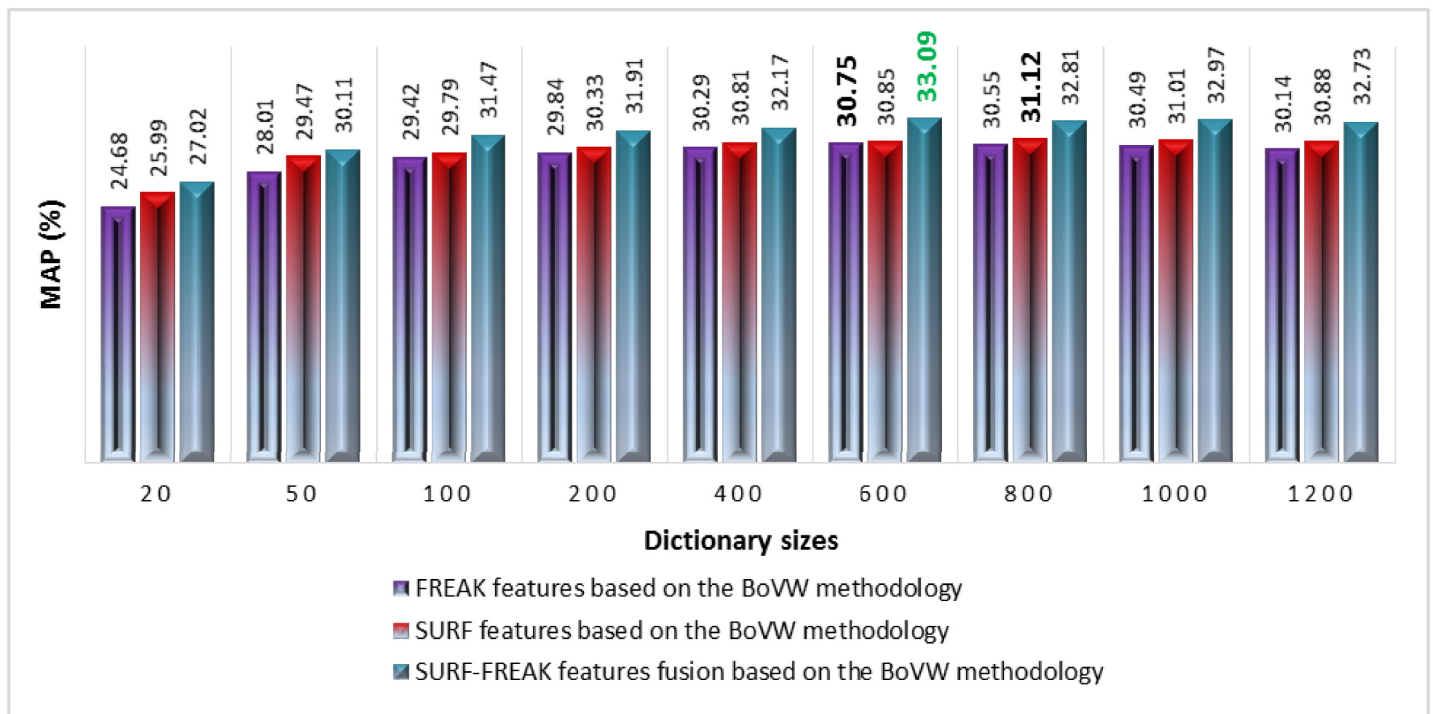 MAP (%)
24.68 25.99 27.02 28.01 29.47 30.11 29.42 29.79 31.47 29.84 30.33 31.91 30.29 30.81 32.17 30.75 30.85 33.09 30.55 31.12 32.81 30.49 31.01 32.97 30.14 30.88 32.73
20 50 100 200 400 600 800 1000 1200
Dictionary sizes
FREAK features based on the BoVW methodology
SURF features based on the BoVW methodology
SURF-FREAK features fusion based on the BoVW methodology